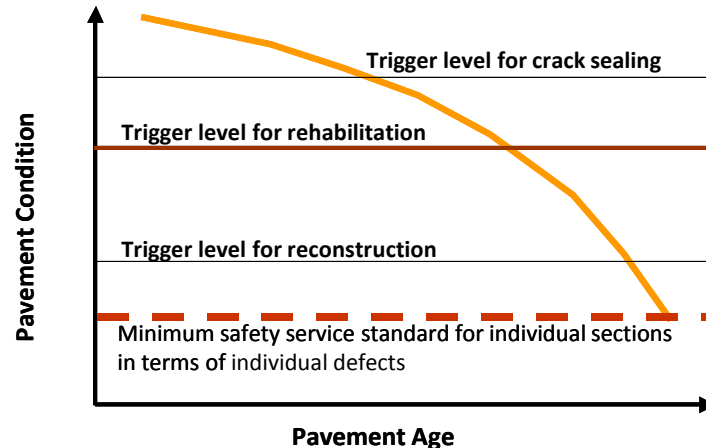 Trigger level for crack sealing
Trigger level for rehabilitation
Pavement Condition
Trigger level for reconstruction
Minimum safety service standard for individual sections
in terms of individual defects
Pavement Age